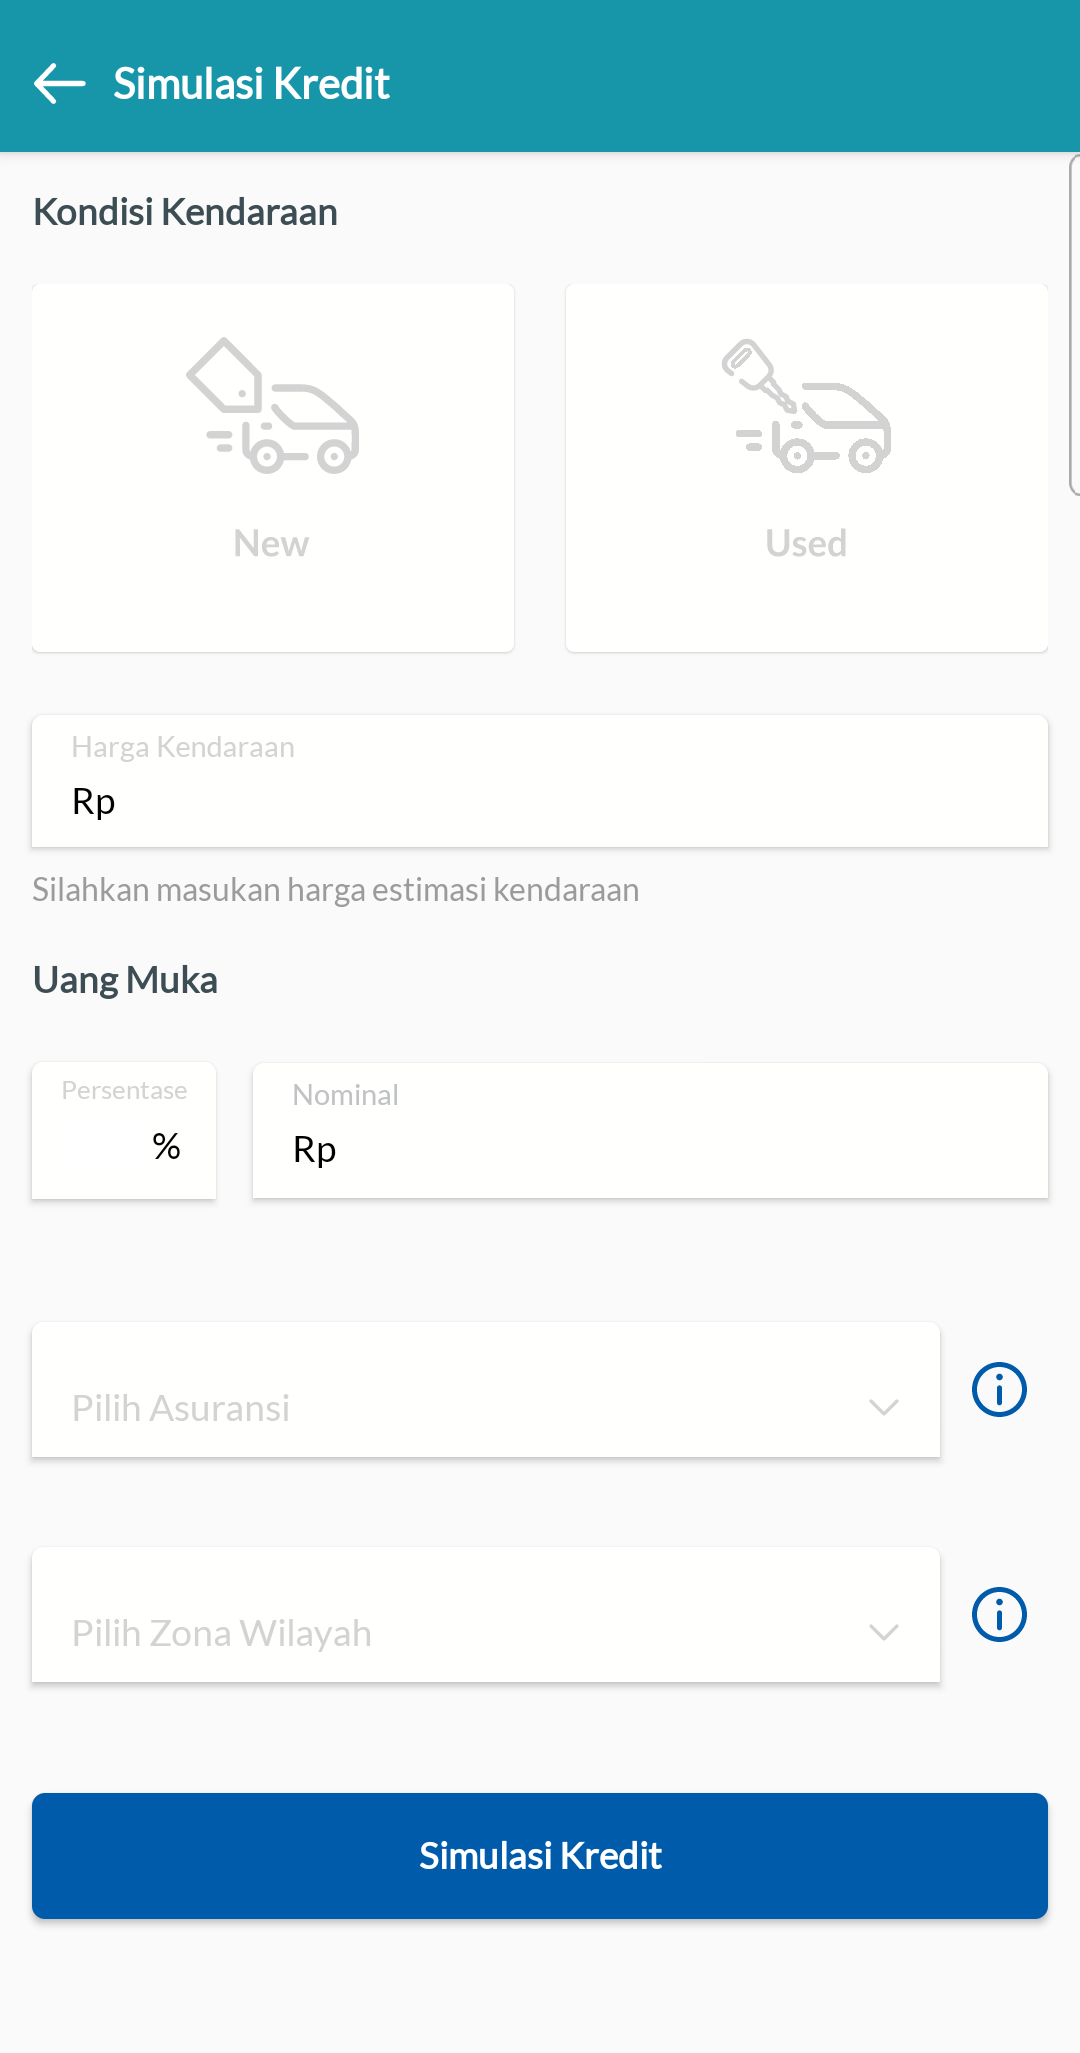 Simulasi Kredit
Kondisi Kendaraan
New
Used
Harga Kendaraan
Rp
Silahkan masukan harga estimasi kendaraan
Uang Muka
Persentase
%
Nominal
Rp
Pilih Asuransi
Pilih Zona Wilayah
Simulasi Kredit